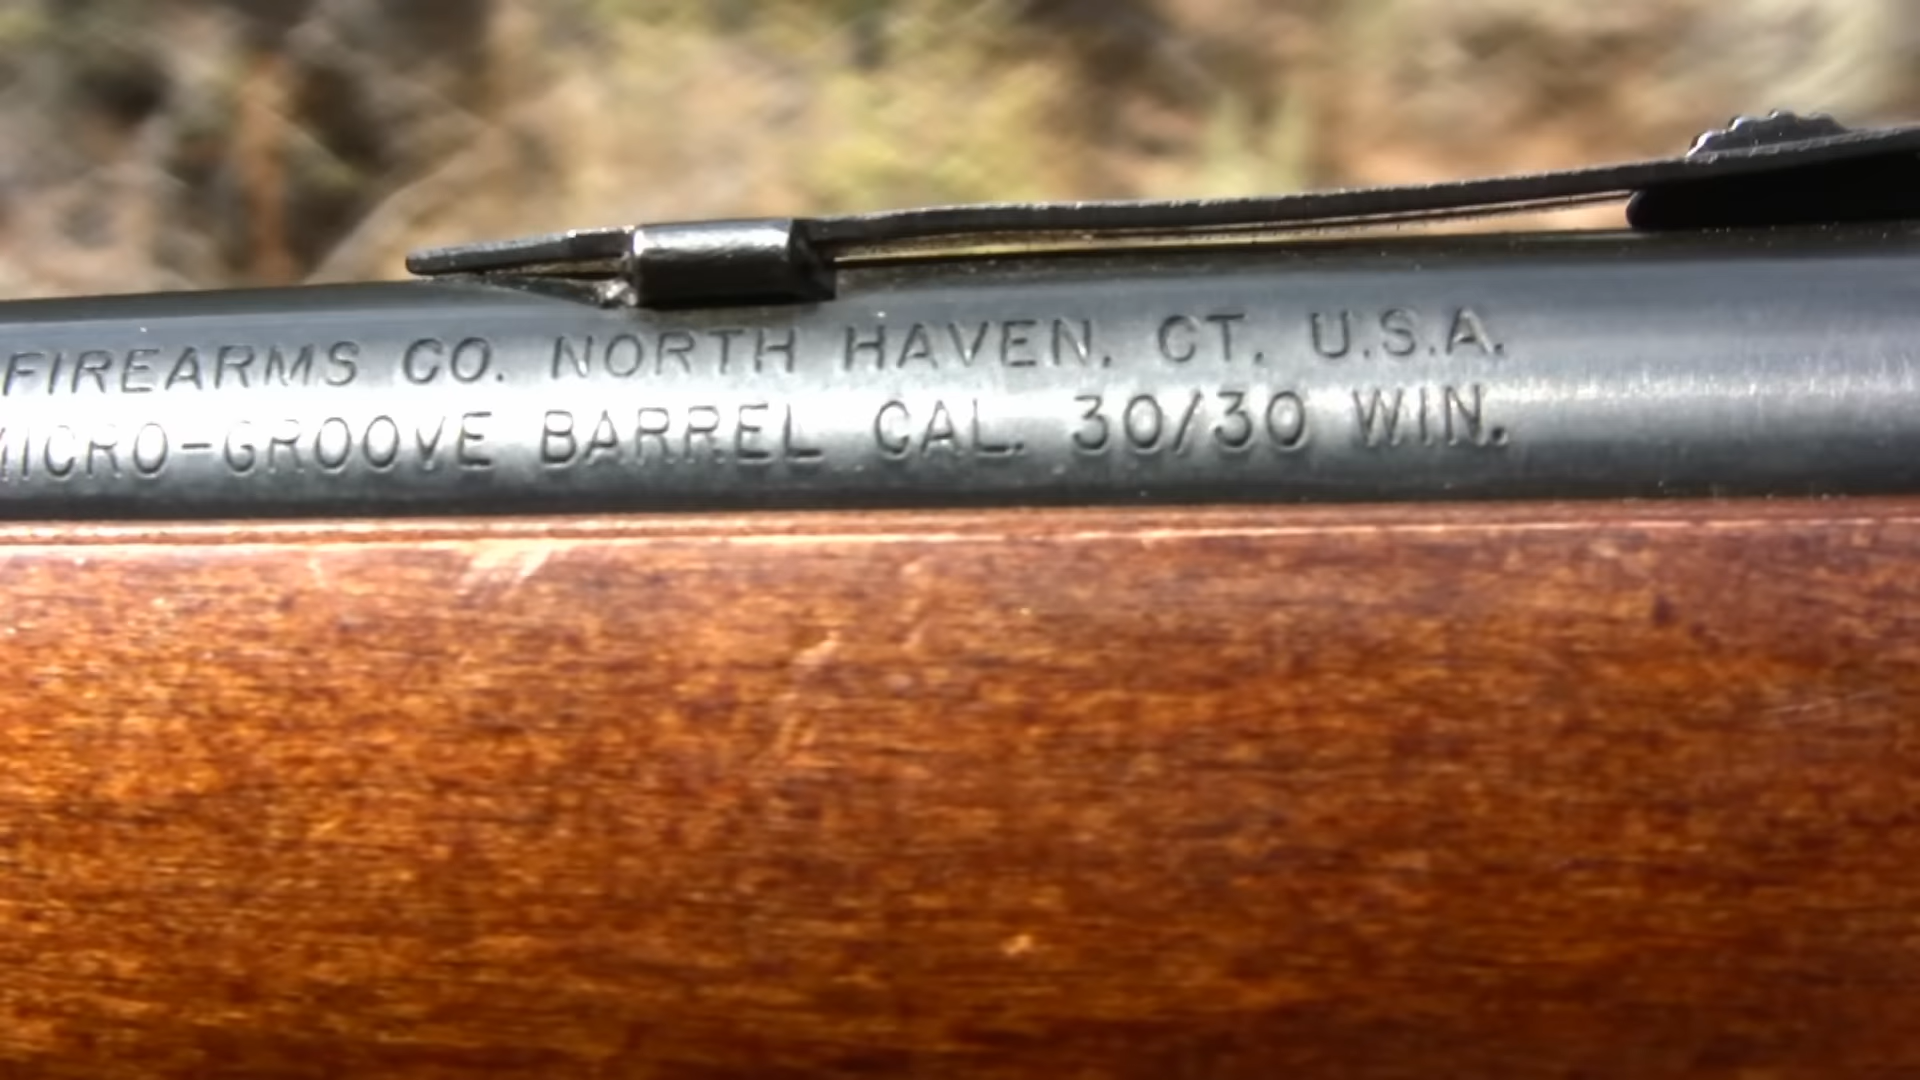 FIREARMS CO. NORTH HAVEN, CT. U.S.A.
MICRO-GROOVE BARREL CAL. 30/30 WIN.